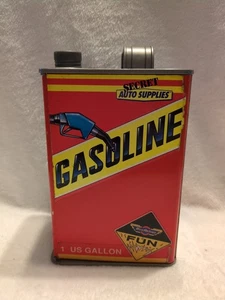 SECRET
AUTO SUPPLIES
GASOLINE
1 US GALLON
FUN